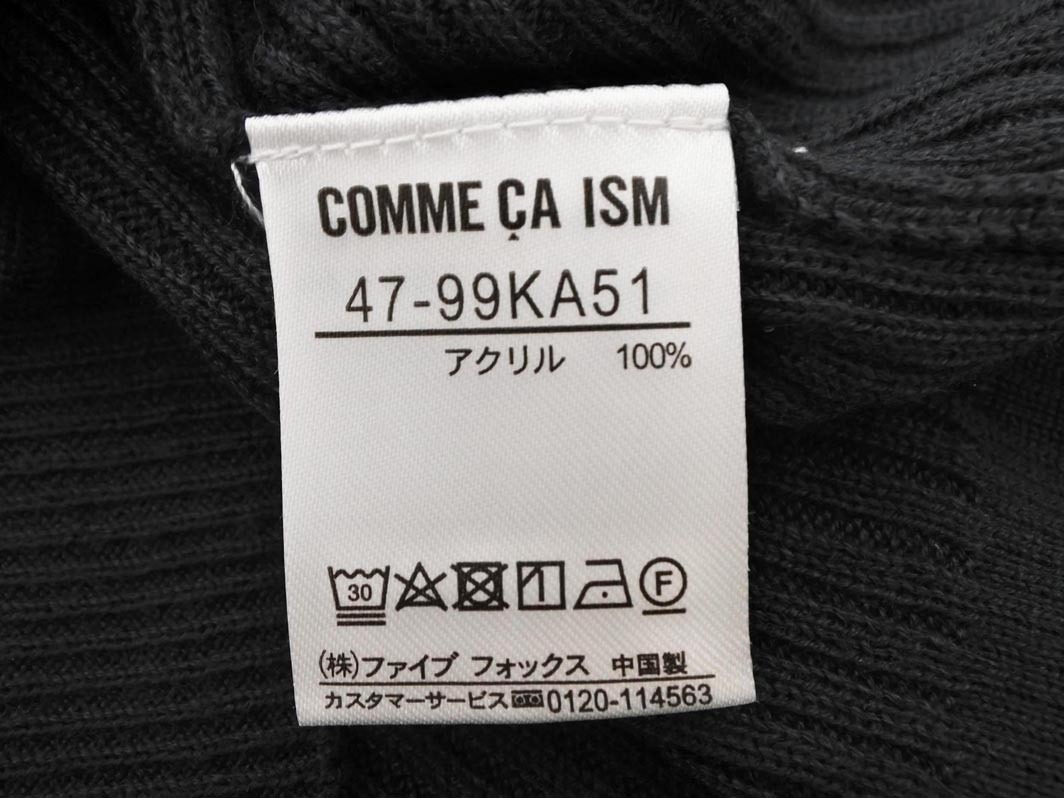 COMME ÇA ISM
47-99KA51
アクリル 100%
30 F
(株)ファイブ フォックス 中国製
カスタマーサービス 0120-114563